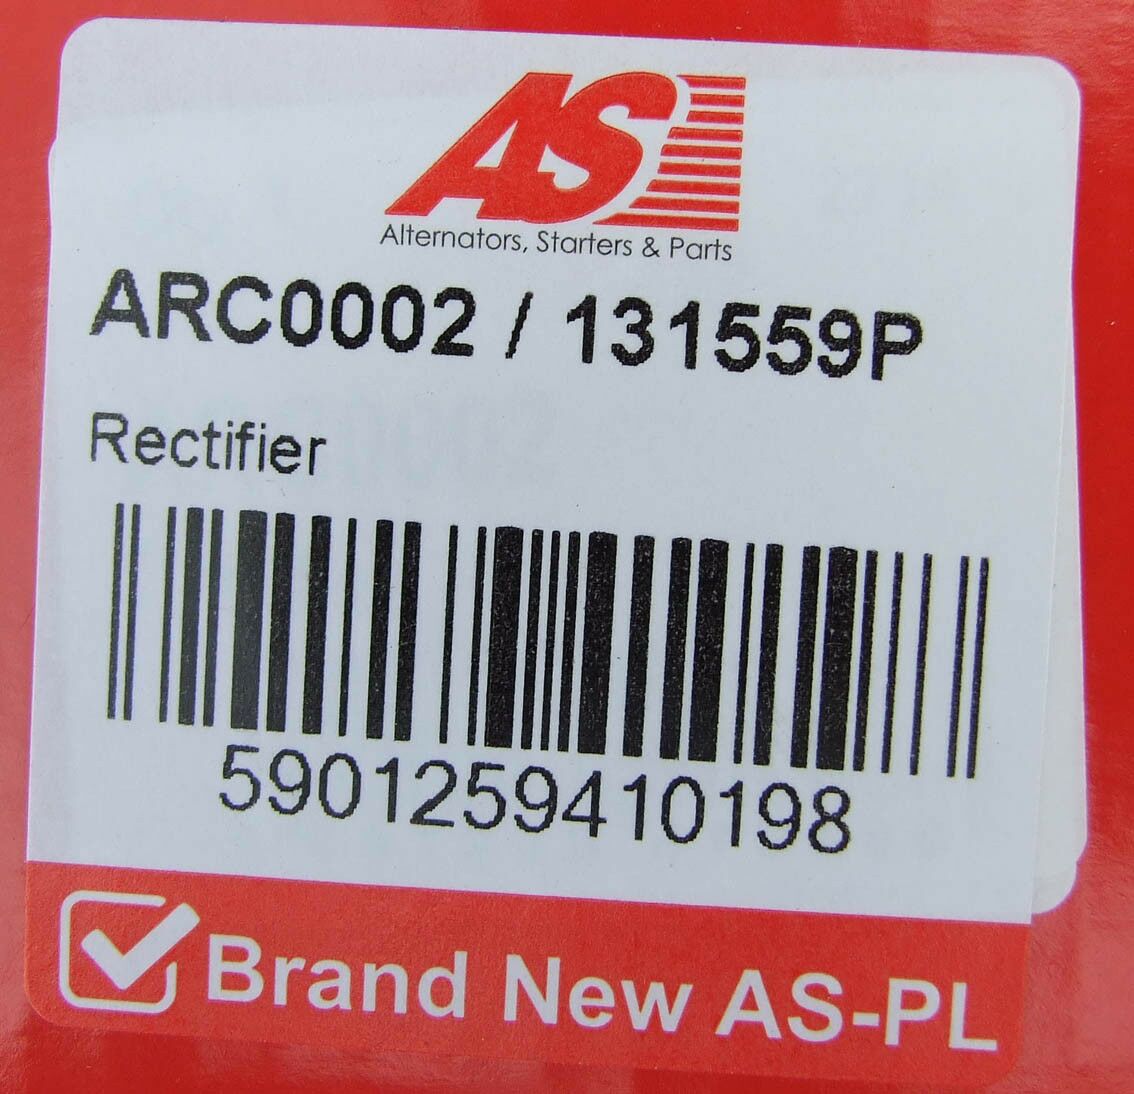 AS
Alternators, Starters & Parts
ARC0002 / 131559P
Rectifier
5901259410198
Brand New AS-PL